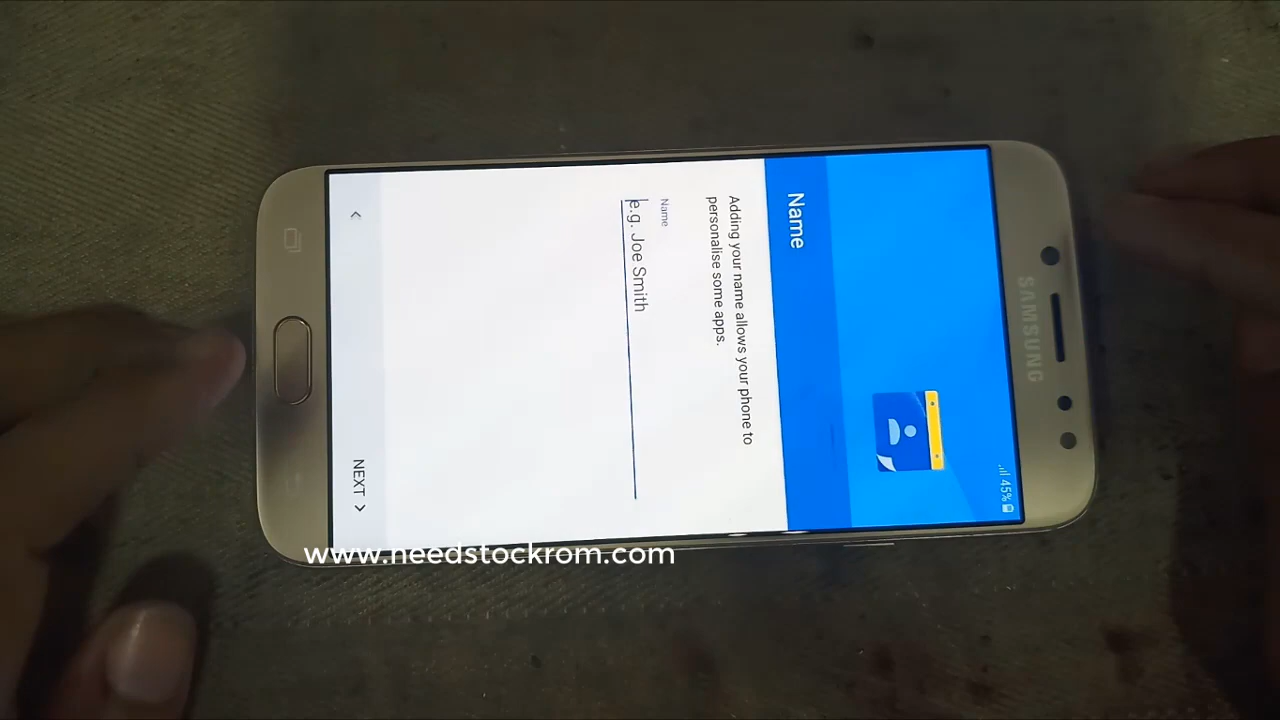 SAMSUNG
45%
Name
Adding your name allows your phone to
personalise some apps.
Name
e.g. Joe Smith
NEXT
www.needstockrom.com